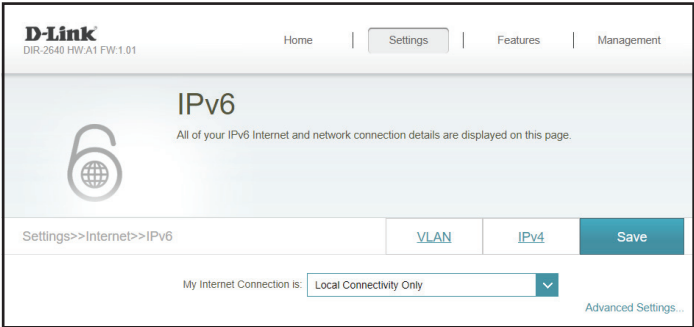 D-Link
DIR-2640 HW:A1 FW:1.01
Home | Settings | Features | Management
IPv6
All of your IPv6 Internet and network connection details are displayed on this page.
Settings>>Internet>>IPv6 VLAN IPv4 Save
My Internet Connection is: Local Connectivity Only
Advanced Settings...